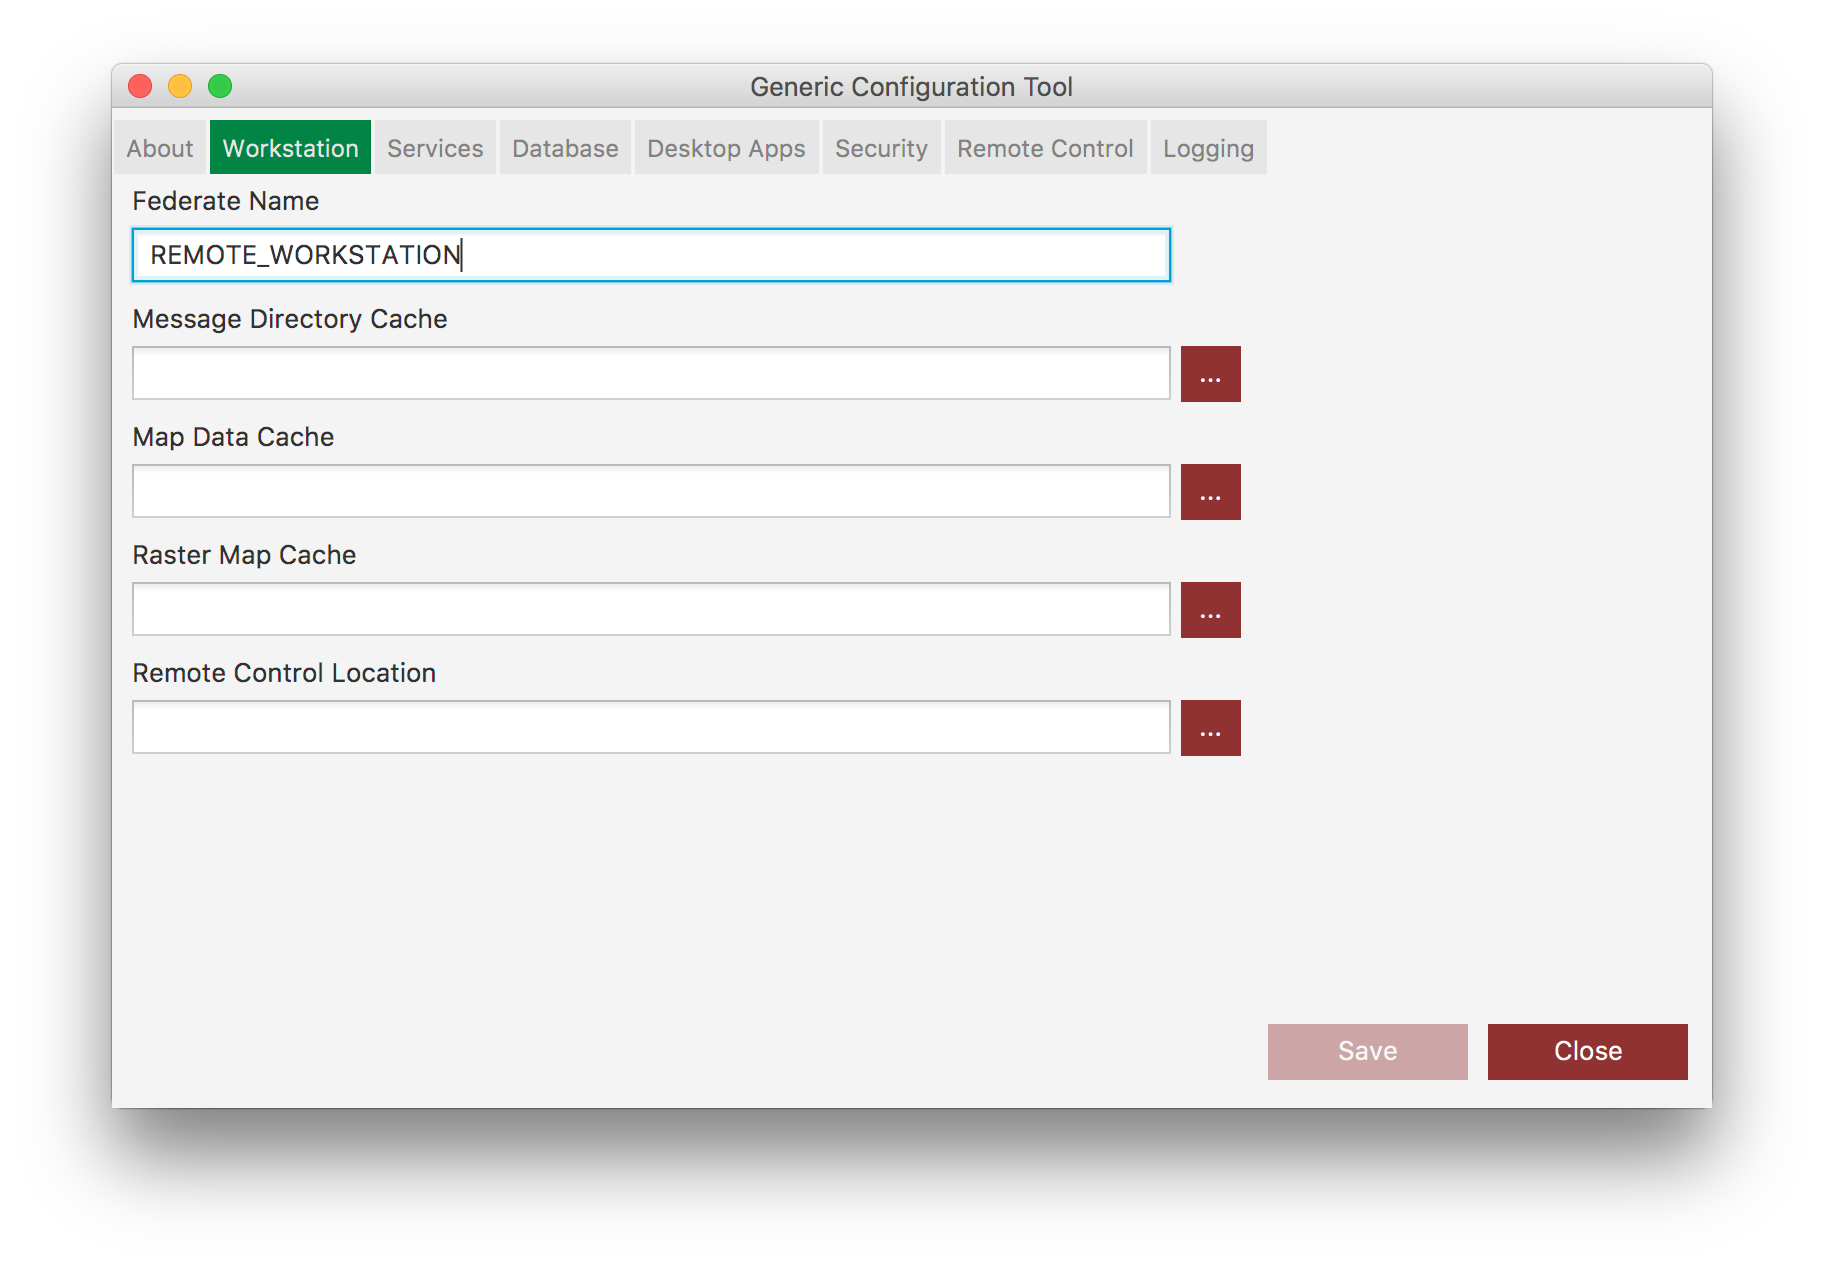 Generic Configuration Tool
About Workstation Services Database Desktop Apps Security Remote Control Logging
Federate Name
REMOTE_WORKSTATION
Message Directory Cache
...
Map Data Cache
...
Raster Map Cache
...
Remote Control Location
...
Save Close